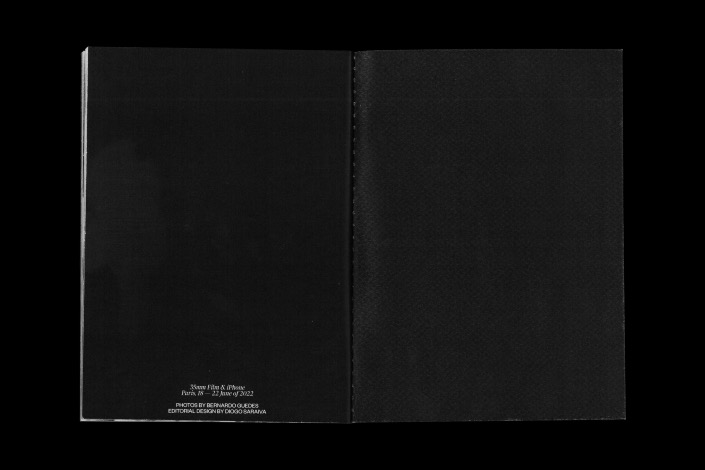 35mm Film & iPhone
Paris, 18 — 22 June of 2022
PHOTOS BY BERNARDO GUEDES
EDITORIAL DESIGN BY DIOGO SARAIVA